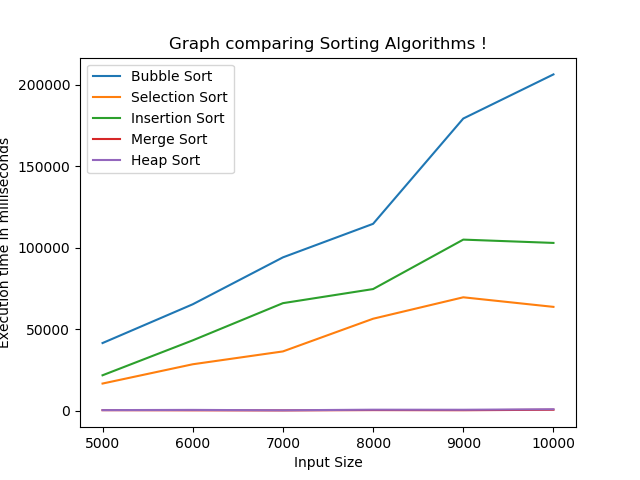 Graph comparing Sorting Algorithms !
Bubble Sort
Selection Sort
Insertion Sort
Merge Sort
Heap Sort
Execution time in milliseconds
200000
150000
100000
50000
0
5000 6000 7000 8000 9000 10000
Input Size